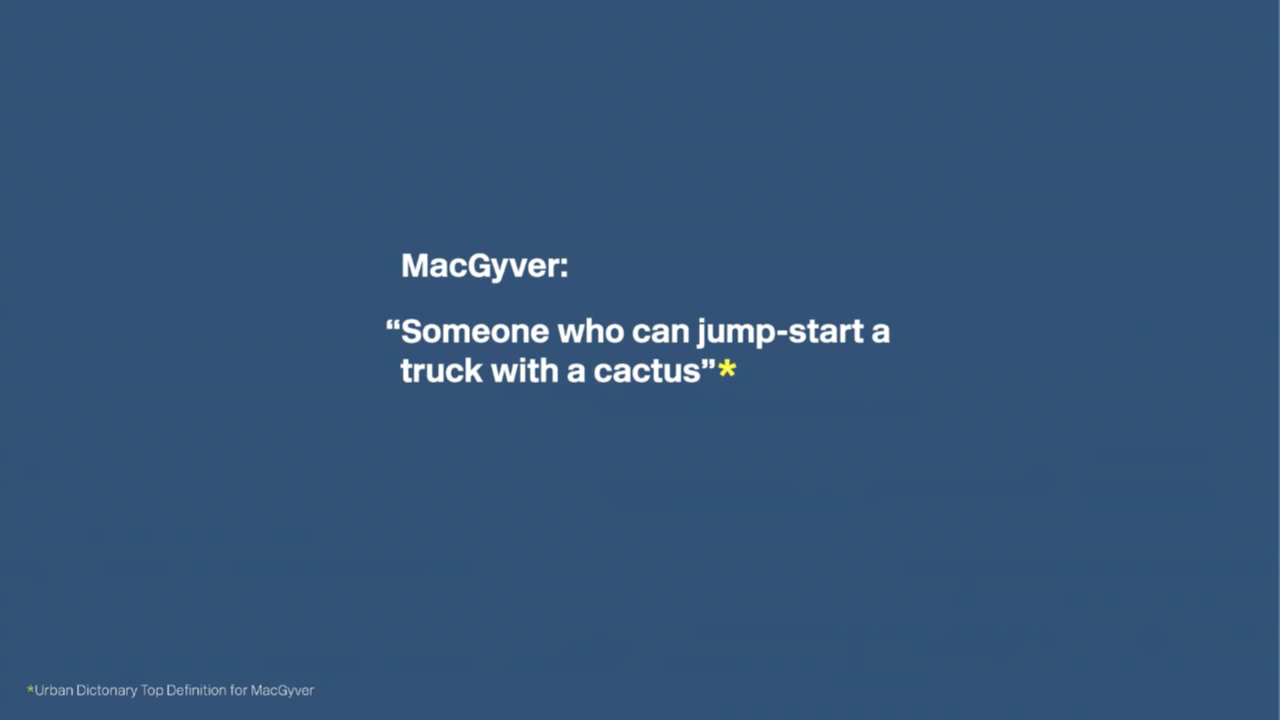 MacGyver:
“Someone who can jump-start a
truck with a cactus”*
*Urban Dictonary Top Definition for MacGyver